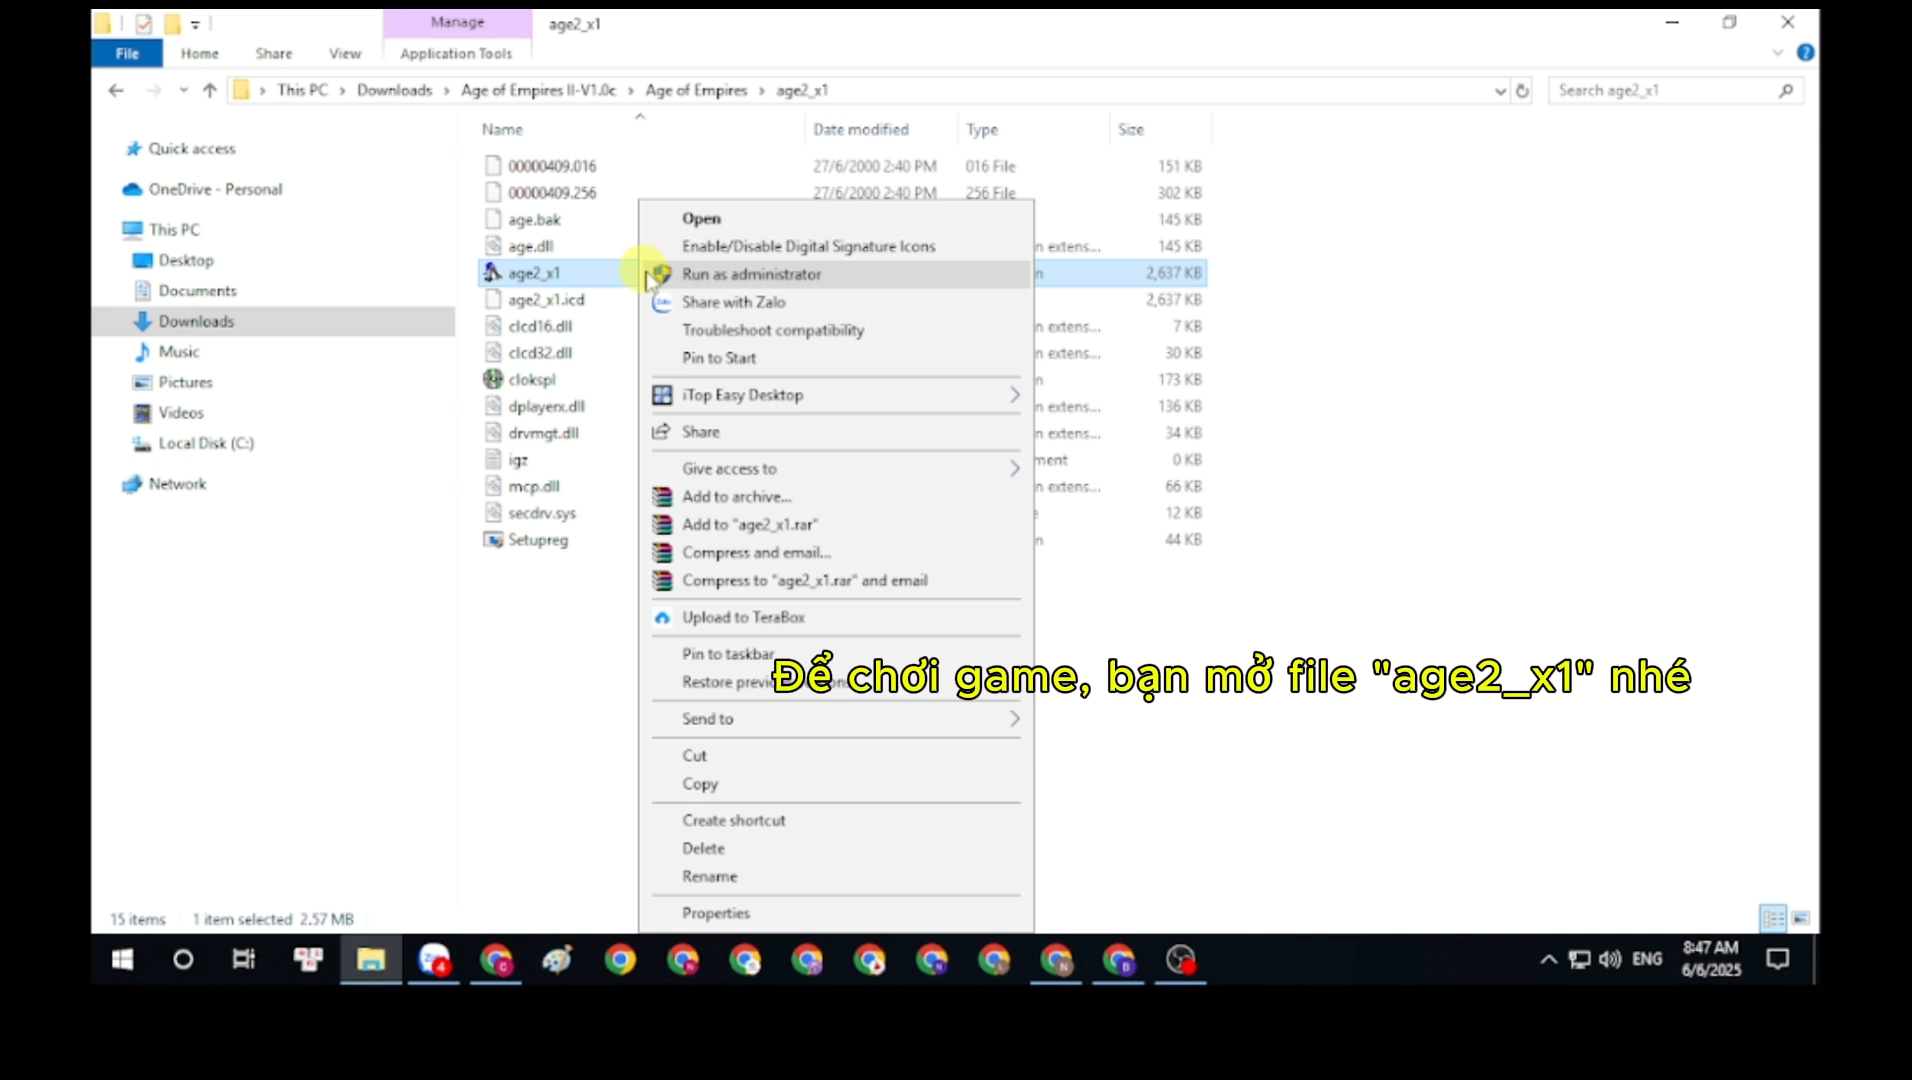 Manage
age2_x1
File
Home
Share
View
Application Tools
This PC > Downloads > Age of Empires II-V1.0c > Age of Empires > age2_x1
Search age2_x1
Quick access
OneDrive - Personal
This PC
Desktop
Documents
Downloads
Music
Pictures
Videos
Local Disk (C:)
Network
Name
Date modified
Type
Size
00000409.016 27/6/2000 2:40 PM 016 File 151 KB
00000409.256 27/6/2000 2:40 PM 256 File 302 KB
age.bak 145 KB
age.dll n extens... 145 KB
age2_x1 n 2,637 KB
age2_x1.icd 2,637 KB
clcd16.dll n extens... 7 KB
clcd32.dll n extens... 30 KB
clokspl n 173 KB
dplayerx.dll n extens... 136 KB
drvmgt.dll n extens... 34 KB
igz ment 0 KB
mcp.dll n extens... 66 KB
secdrv.sys e 12 KB
Setupreg n 44 KB
Open
Enable/Disable Digital Signature Icons
Run as administrator
Share with Zalo
Troubleshoot compatibility
Pin to Start
iTop Easy Desktop
Share
Give access to
Add to archive...
Add to "age2_x1.rar"
Compress and email...
Compress to "age2_x1.rar" and email
Upload to TeraBox
Pin to taskbar
Restore previ
Để chơi game, bạn mở file "age2_x1" nhé
Send to
Cut
Copy
Create shortcut
Delete
Rename
Properties
15 items 1 item selected 2.57 MB
4
ENG
8:47 AM
6/6/2025